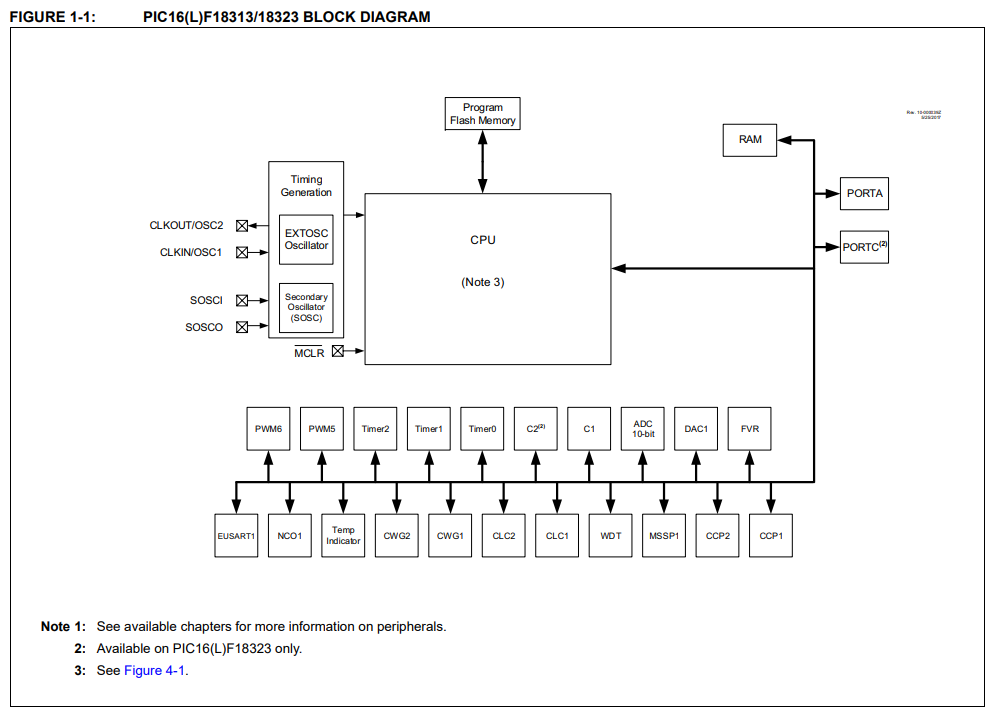 FIGURE 1-1: PIC16(L)F18313/18323 BLOCK DIAGRAM
Program
Flash Memory
Rev. 10-000039Z
5/25/2017
RAM
Timing
Generation
PORTA
CLKOUT/OSC2
EXTOSC
Oscillator
CPU
PORTC(2)
CLKIN/OSC1
(Note 3)
SOSCI
Secondary
Oscillator
(SOSC)
SOSCO
MCLR
PWM6
PWM5
Timer2
Timer1
Timer0
C2(2)
C1
ADC
10-bit
DAC1
FVR
EUSART1
NCO1
Temp
Indicator
CWG2
CWG1
CLC2
CLC1
WDT
MSSP1
CCP2
CCP1
Note 1: See available chapters for more information on peripherals.
2: Available on PIC16(L)F18323 only.
3: See Figure 4-1.